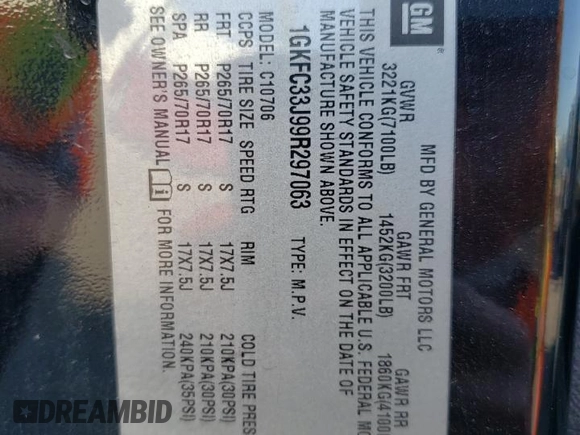 GM ®
MFD BY GENERAL MOTORS LLC
GVWR GAWR FRT GAWR RR
3221KG(7100LB) 1452KG(3200LB) 1860KG(4100
THIS VEHICLE CONFORMS TO ALL APPLICABLE U.S. FEDERAL MO
VEHICLE SAFETY STANDARDS IN EFFECT ON THE DATE OF
MANUFACTURE SHOWN ABOVE.
1GKFC33J99R297063 TYPE: M.P.V.
MODEL: C10706
CCPS TIRE SIZE SPEED RTG RIM COLD TIRE PRES
FRT P265/70R17 S 17X7.5J 210KPA(30PSI)
RR P265/70R17 S 17X7.5J 210KPA(30PSI)
SPA P265/70R17 S 17X7.5J 240KPA(35PSI)
SEE OWNER'S MANUAL i FOR MORE INFORMATION.
DREAMBID